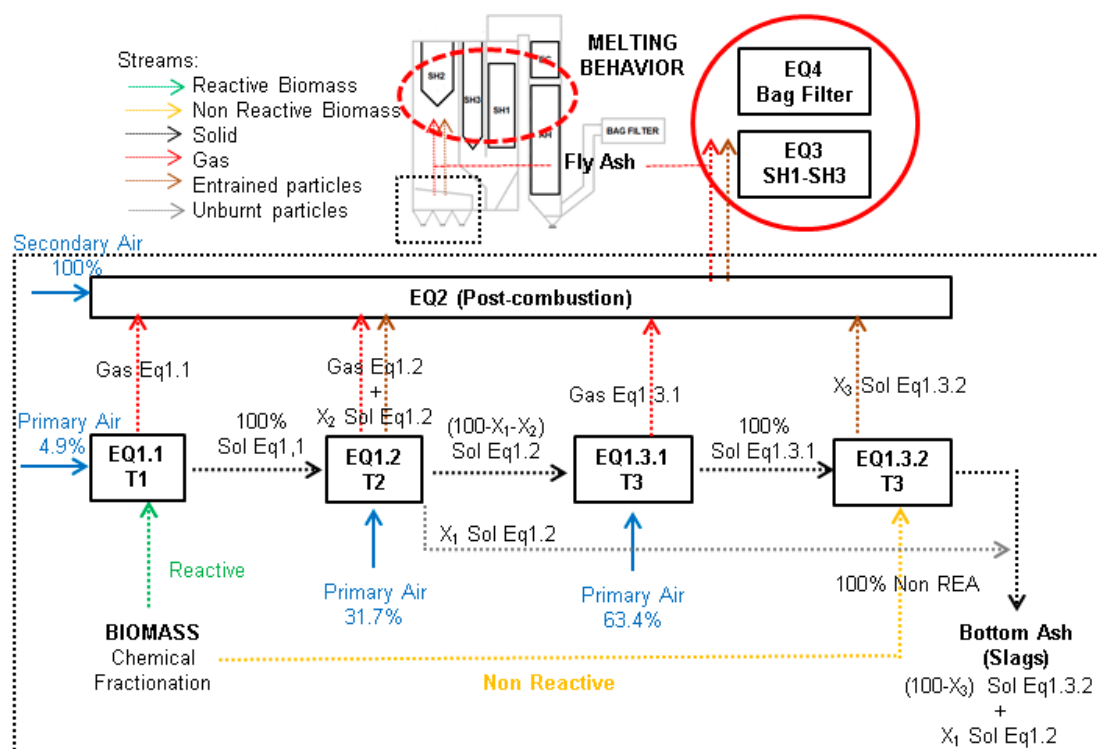 Streams:
Reactive Biomass
Non Reactive Biomass
Solid
Gas
Entrained particles
Unburnt particles
SH2
SH3
SH1
MELTING
BEHAVIOR
BAG FILTER
Fly Ash
EQ4
Bag Filter
EQ3
SH1-SH3
Secondary Air
100%
EQ2 (Post-combustion)
Gas Eq1.1
Gas Eq1.2
+
X2 Sol Eq1.2
Gas Eq1.3.1
X3 Sol Eq1.3.2
Primary Air
4.9%
EQ1.1
T1
100%
Sol Eq1,1
EQ1.2
T2
(100-X1-X2)
Sol Eq1.2
EQ1.3.1
T3
100%
Sol Eq1.3.1
EQ1.3.2
T3
X1 Sol Eq1.2
Reactive
Primary Air
31.7%
Primary Air
63.4%
100% Non REA
BIOMASS
Chemical
Fractionation
Non Reactive
Bottom Ash
(Slags)
(100-X3) Sol Eq1.3.2
+
X1 Sol Eq1.2